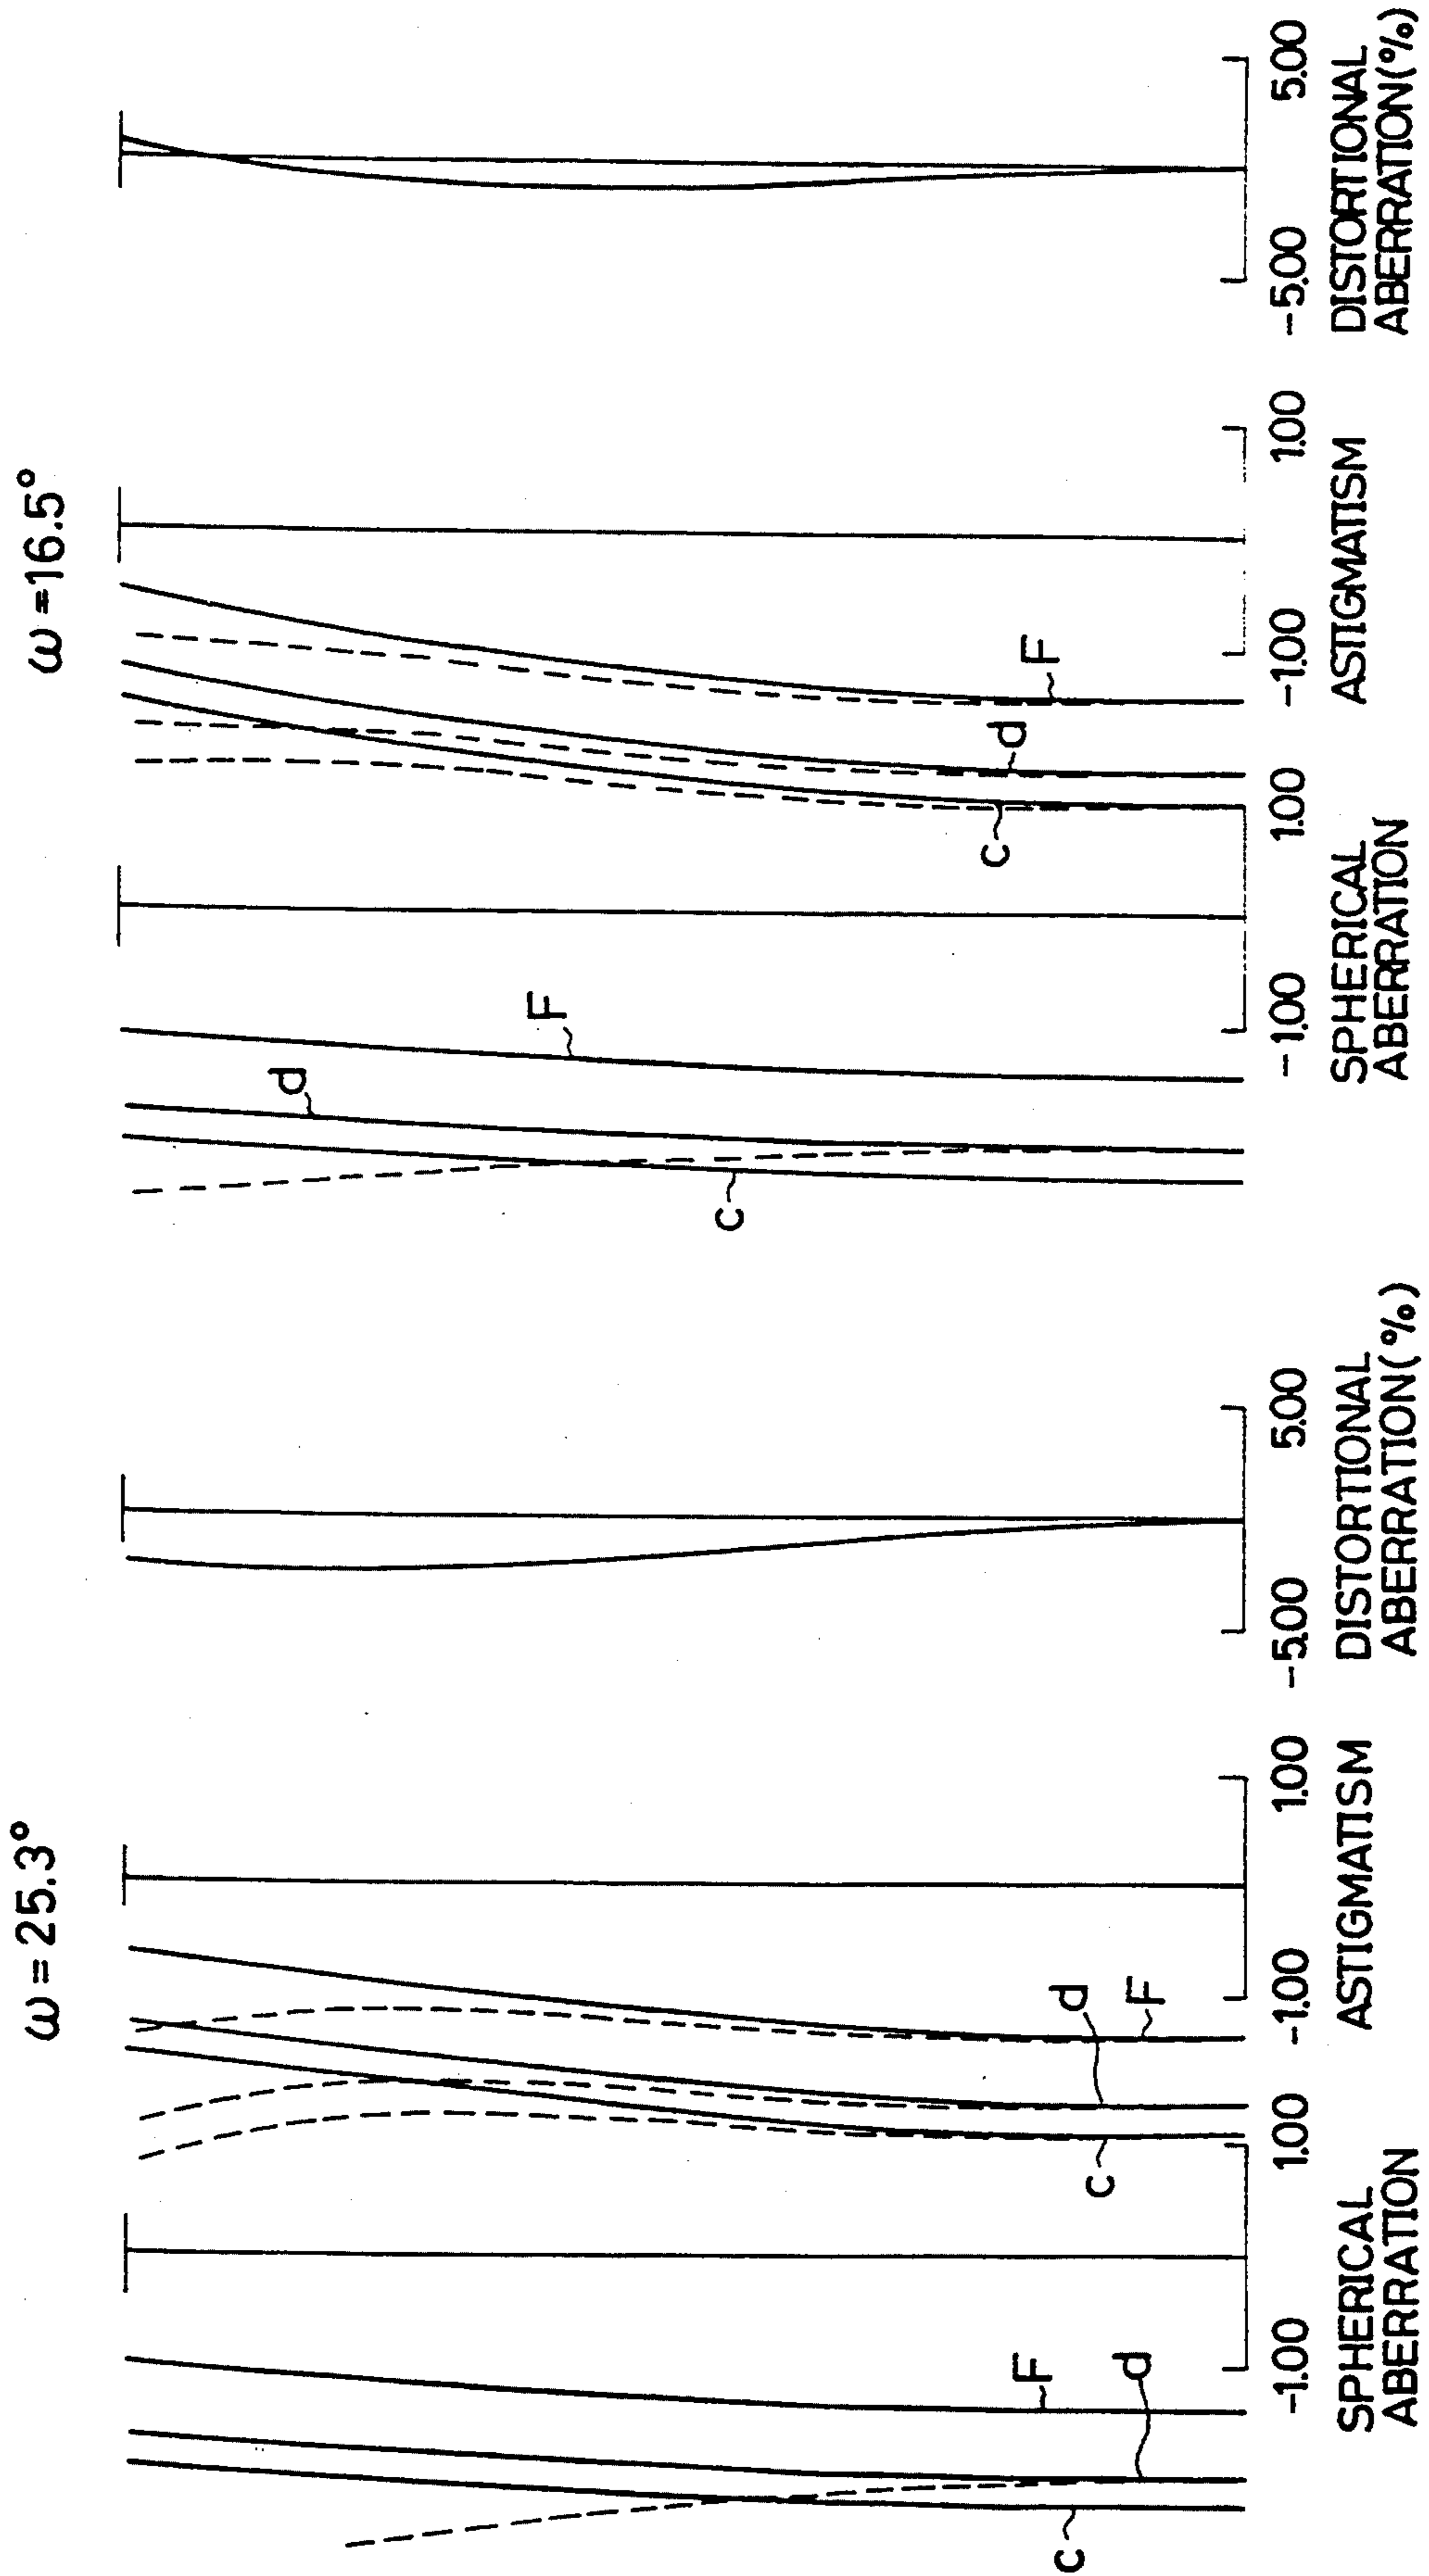 ω = 25.3°
F
d
c
-1.00
1.00
SPHERICAL
ABERRATION
d
F
c
-1.00
1.00
ASTIGMATISM
-5.00
5.00
DISTORTIONAL
ABERRATION(%)
ω = 16.5°
d
F
c
-1.00
1.00
SPHERICAL
ABERRATION
F
d
c
-1.00
1.00
ASTIGMATISM
-5.00
5.00
DISTORTIONAL
ABERRATION(%)